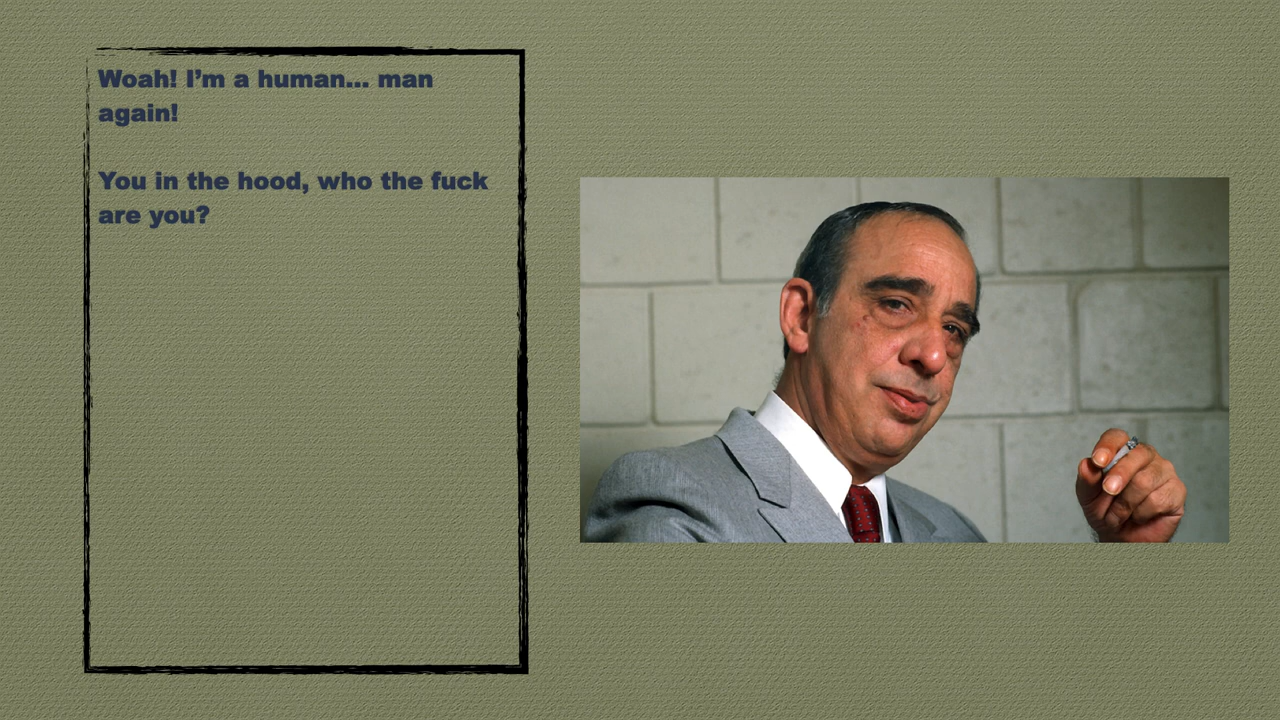 Woah! I’m a human... man
again!
You in the hood, who the fuck
are you?